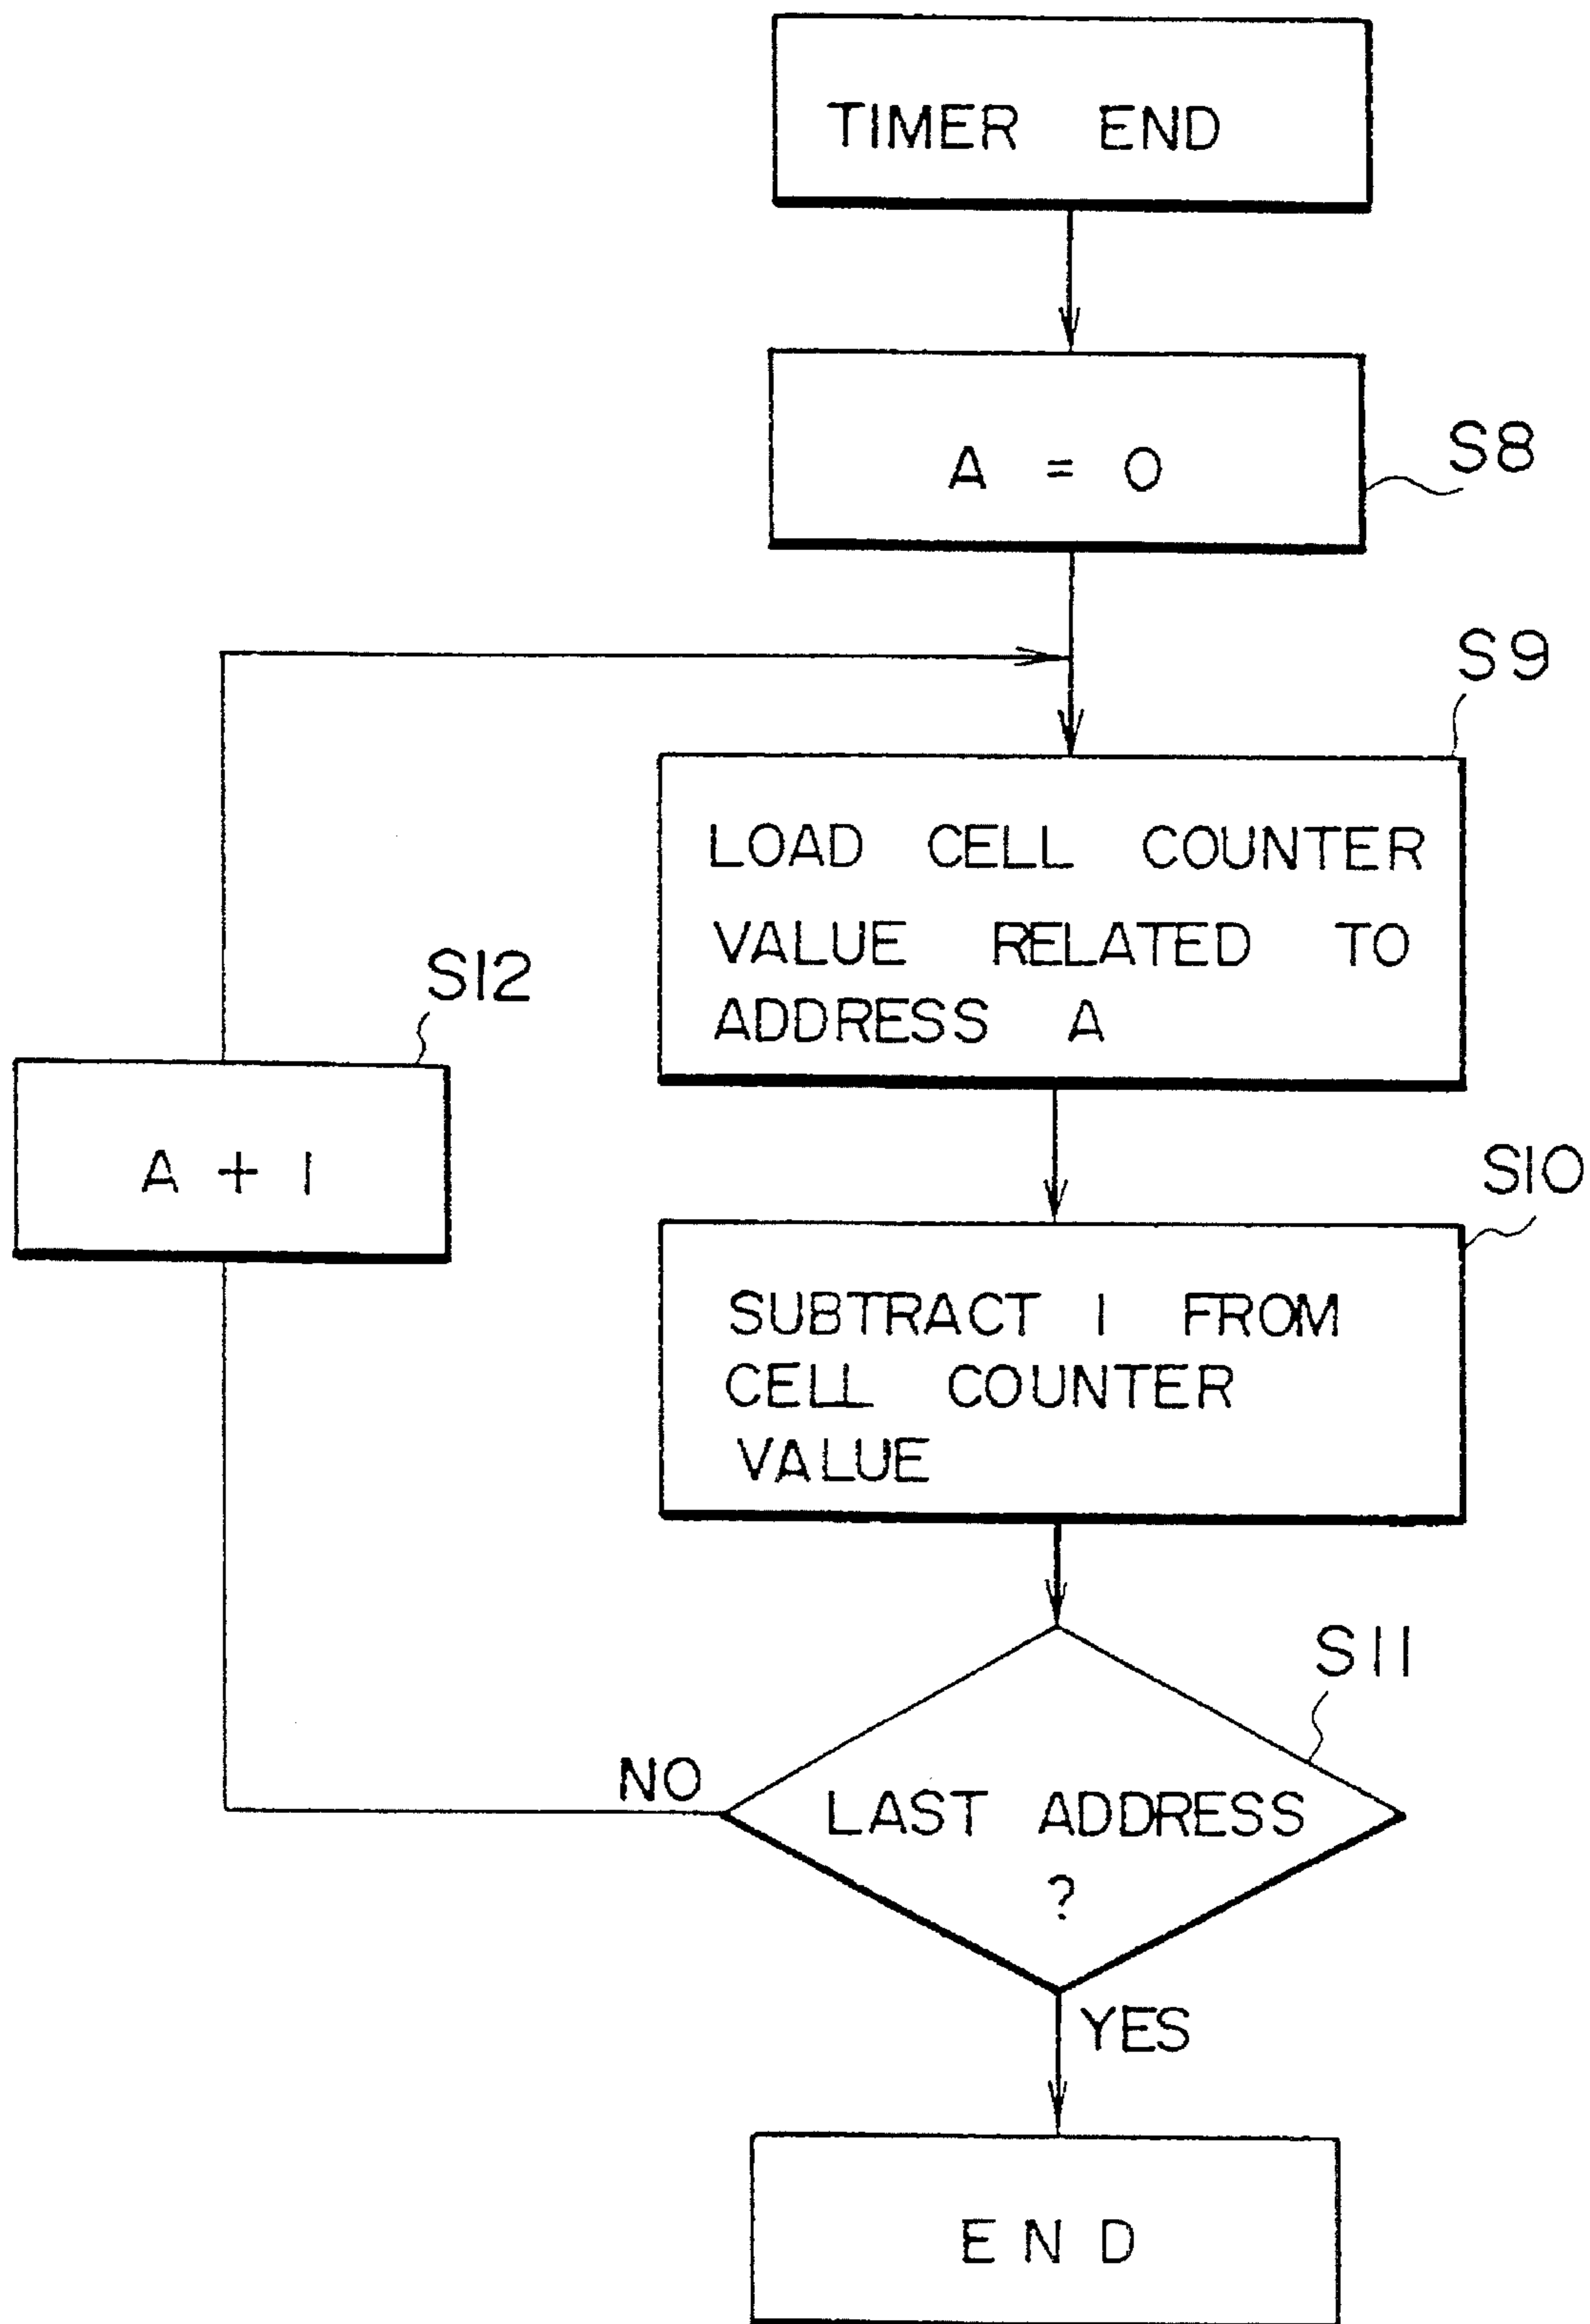 TIMER END
A = 0
S8
S9
LOAD CELL COUNTER
VALUE RELATED TO
ADDRESS A
S12
A + 1
S10
SUBTRACT 1 FROM
CELL COUNTER
VALUE
S11
NO
LAST ADDRESS
?
YES
END